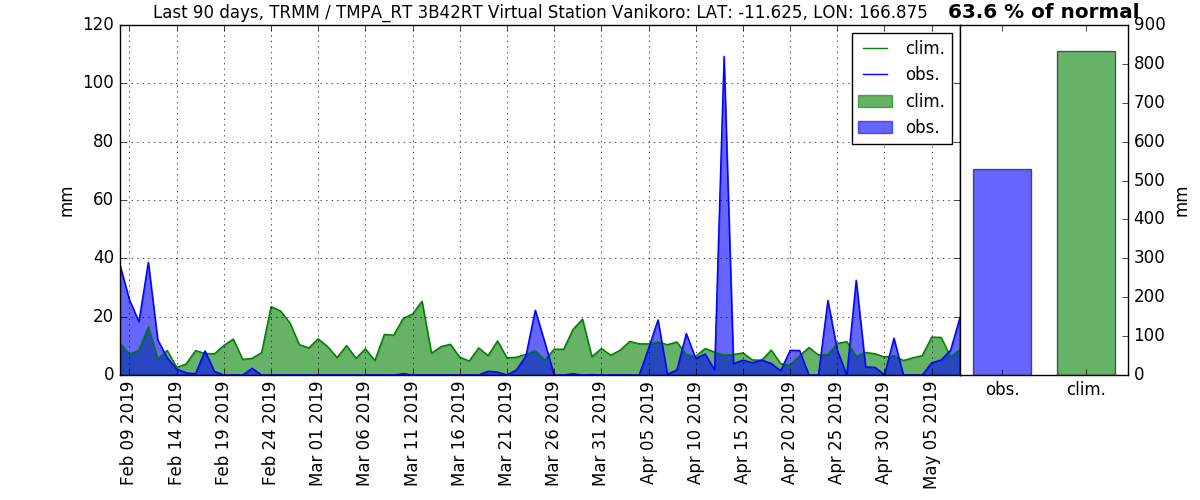 Last 90 days, TRMM / TMPA_RT 3B42RT Virtual Station Vanikoro: LAT: -11.625, LON: 166.875
63.6 % of normal
120
100
80
60
40
20
0
mm
clim.
obs.
clim.
obs.
900
800
700
600
500
400
300
200
100
0
mm
Feb 09 2019
Feb 14 2019
Feb 19 2019
Feb 24 2019
Mar 01 2019
Mar 06 2019
Mar 11 2019
Mar 16 2019
Mar 21 2019
Mar 26 2019
Mar 31 2019
Apr 05 2019
Apr 10 2019
Apr 15 2019
Apr 20 2019
Apr 25 2019
Apr 30 2019
May 05 2019
obs.
clim.